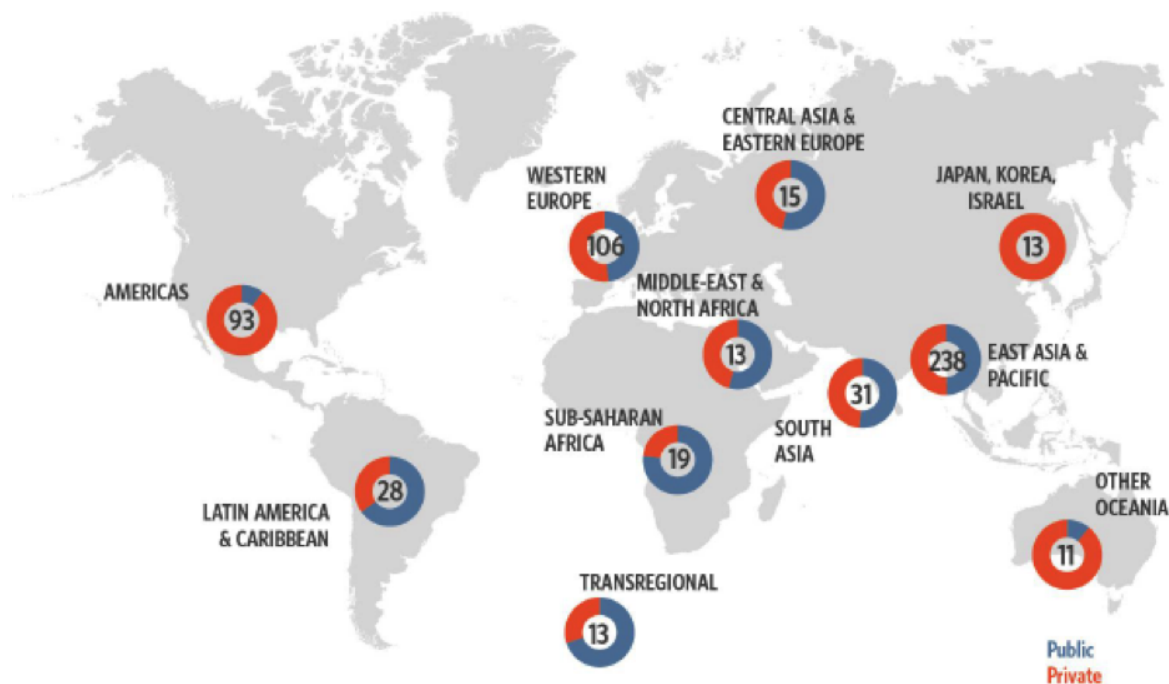 CENTRAL ASIA &
EASTERN EUROPE
15
WESTERN
EUROPE
106
JAPAN, KOREA,
ISRAEL
13
AMERICAS
93
MIDDLE-EAST &
NORTH AFRICA
13
238
EAST ASIA &
PACIFIC
31
SOUTH
ASIA
SUB-SAHARAN
AFRICA
19
28
LATIN AMERICA
& CARIBBEAN
OTHER
OCEANIA
11
TRANSREGIONAL
13
Public
Private